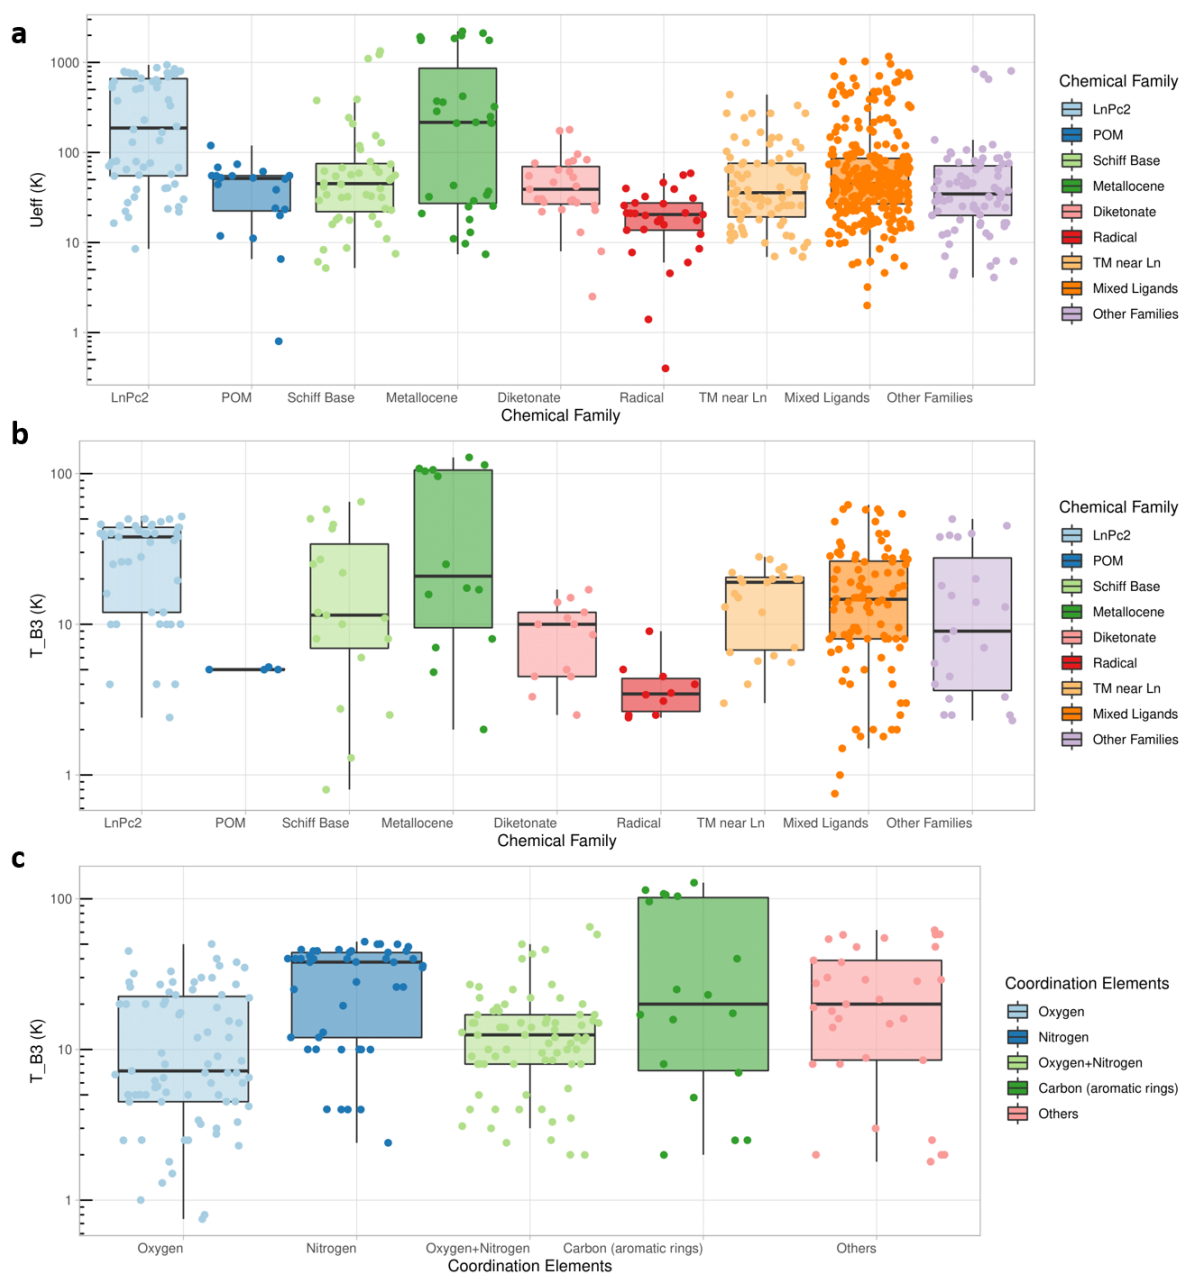 a
Ueff (K)
1000
100
10
1
LnPc2 POM Schiff Base Metallocene Diketonate Radical TM near Ln Mixed Ligands Other Families
Chemical Family
Chemical Family
LnPc2
POM
Schiff Base
Metallocene
Diketonate
Radical
TM near Ln
Mixed Ligands
Other Families
b
T_B3 (K)
100
10
1
LnPc2 POM Schiff Base Metallocene Diketonate Radical TM near Ln Mixed Ligands Other Families
Chemical Family
Chemical Family
LnPc2
POM
Schiff Base
Metallocene
Diketonate
Radical
TM near Ln
Mixed Ligands
Other Families
c
T_B3 (K)
100
10
1
Oxygen Nitrogen Oxygen+Nitrogen Carbon (aromatic rings) Others
Coordination Elements
Coordination Elements
Oxygen
Nitrogen
Oxygen+Nitrogen
Carbon (aromatic rings)
Others